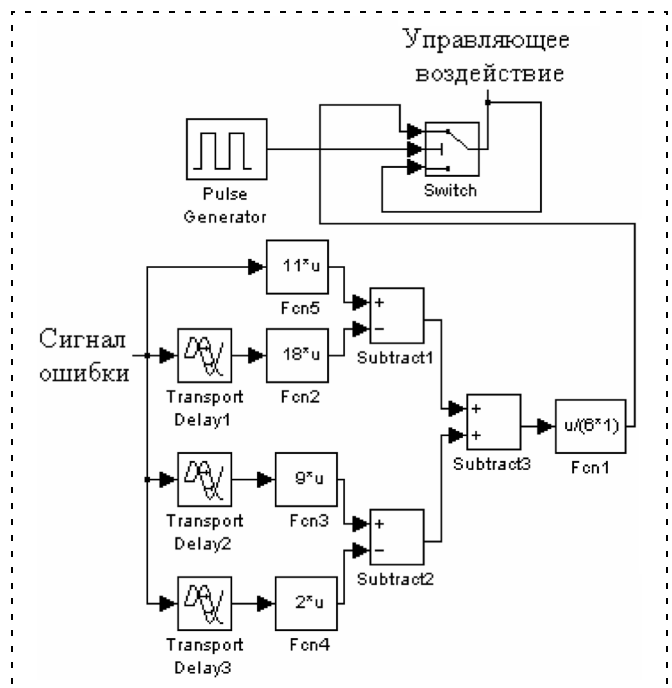 Управляющее
воздействие
Pulse
Generator
Switch
11*u
Fcn5
Subtract1
Сигнал
ошибки
18*u
Transport
Delay1
Fcn2
Subtract3
u/(6*1)
Fcn1
9*u
Transport
Delay2
Fcn3
Subtract2
2*u
Transport
Delay3
Fcn4